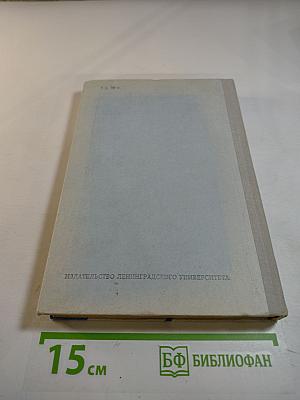 ИЗДАТЕЛЬСТВО ЛЕНИНГРАДСКОГО УНИВЕРСИТЕТА
15 см
БФ БИБЛИОФАН